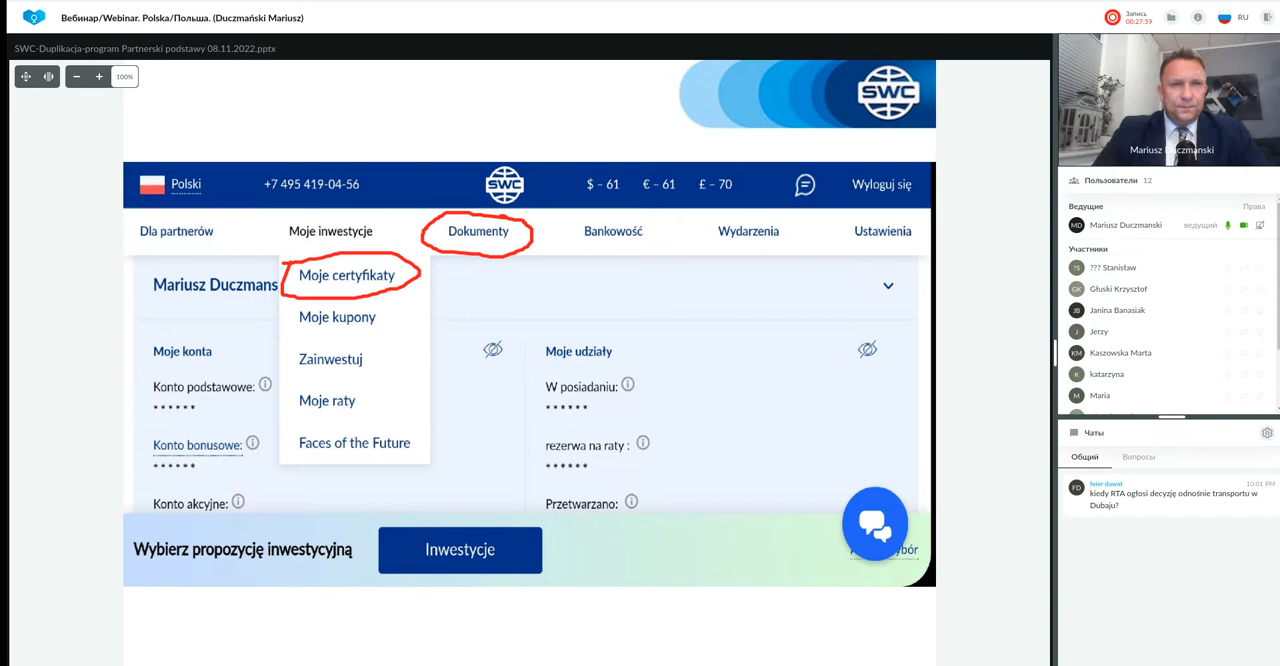 Вебинар/Webinar. Polska/Польша. (Duczmański Mariusz)
Запись
00:27:59
RU
SWC-Duplikacja-program Partnerski podstawy 08.11.2022.pptx
100%
SWC
Polski
+7 495 419-04-56
SWC
$ – 61
€ – 61
£ – 70
Wyloguj się
Dla partnerów
Moje inwestycje
Dokumenty
Bankowość
Wydarzenia
Ustawienia
Mariusz Duczmans
Moje certyfikaty
Moje kupony
Zainwestuj
Moje raty
Faces of the Future
Moje konta
Konto podstawowe:
******
Konto bonusowe:
******
Konto akcyjne:
Moje udziały
W posiadaniu:
******
rezerwa na raty :
******
Przetwarzano:
Wybierz propozycję inwestycyjną
Inwestycje
Mariusz Duczmanski
Пользователи 12
Ведущие
Права
MD
Mariusz Duczmanski
ведущий
Участники
?S
??? Stanisław
GK
Głuski Krzysztof
JB
Janina Banasiak
J
Jerzy
KM
Kaszowska Marta
K
katarzyna
M
Maria
Чаты
Общий
Вопросы
FD
feier dawid
10:01 PM
kiedy RTA ogłosi decyzję odnośnie transportu w
Dubaju?